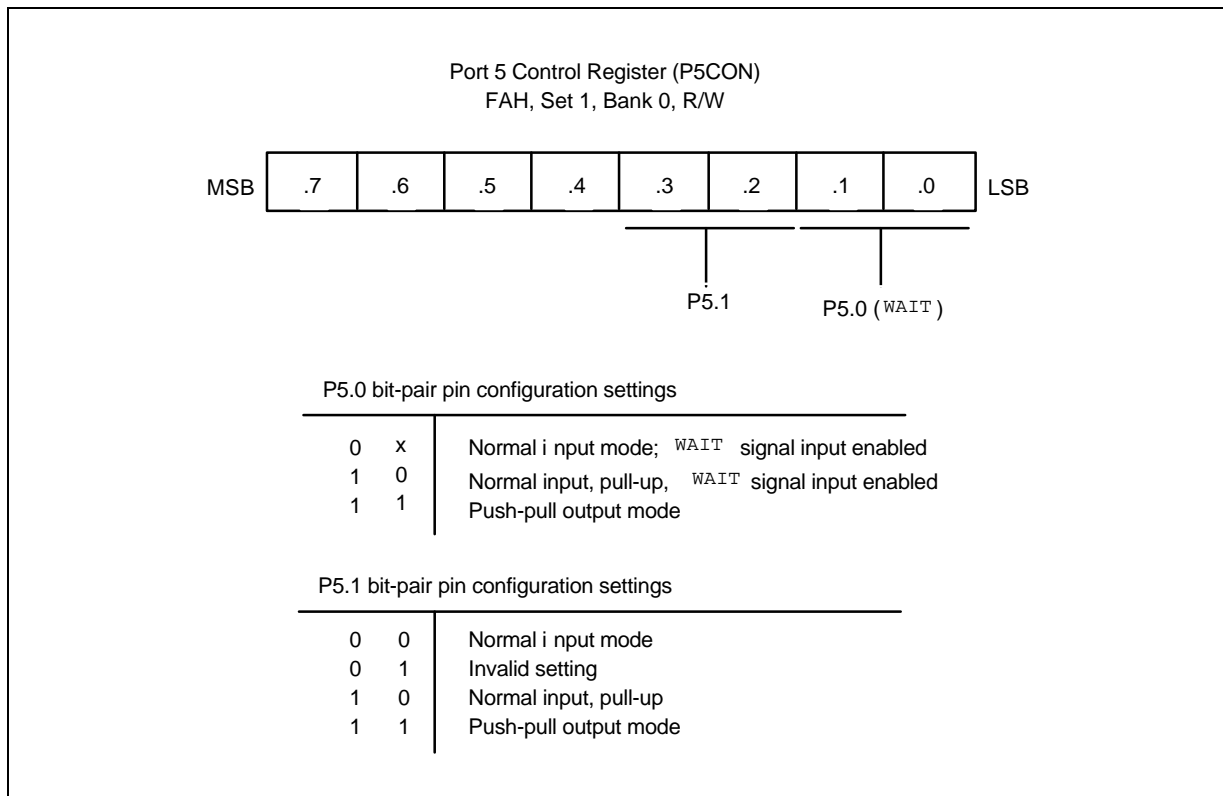 Port 5 Control Register (P5CON)
FAH, Set 1, Bank 0, R/W
MSB .7 .6 .5 .4 .3 .2 .1 .0 LSB
P5.1 P5.0 (WAIT)
P5.0 bit-pair pin configuration settings
0 x Normal i nput mode; WAIT signal input enabled
1 0 Normal input, pull-up, WAIT signal input enabled
1 1 Push-pull output mode
P5.1 bit-pair pin configuration settings
0 0 Normal i nput mode
0 1 Invalid setting
1 0 Normal input, pull-up
1 1 Push-pull output mode